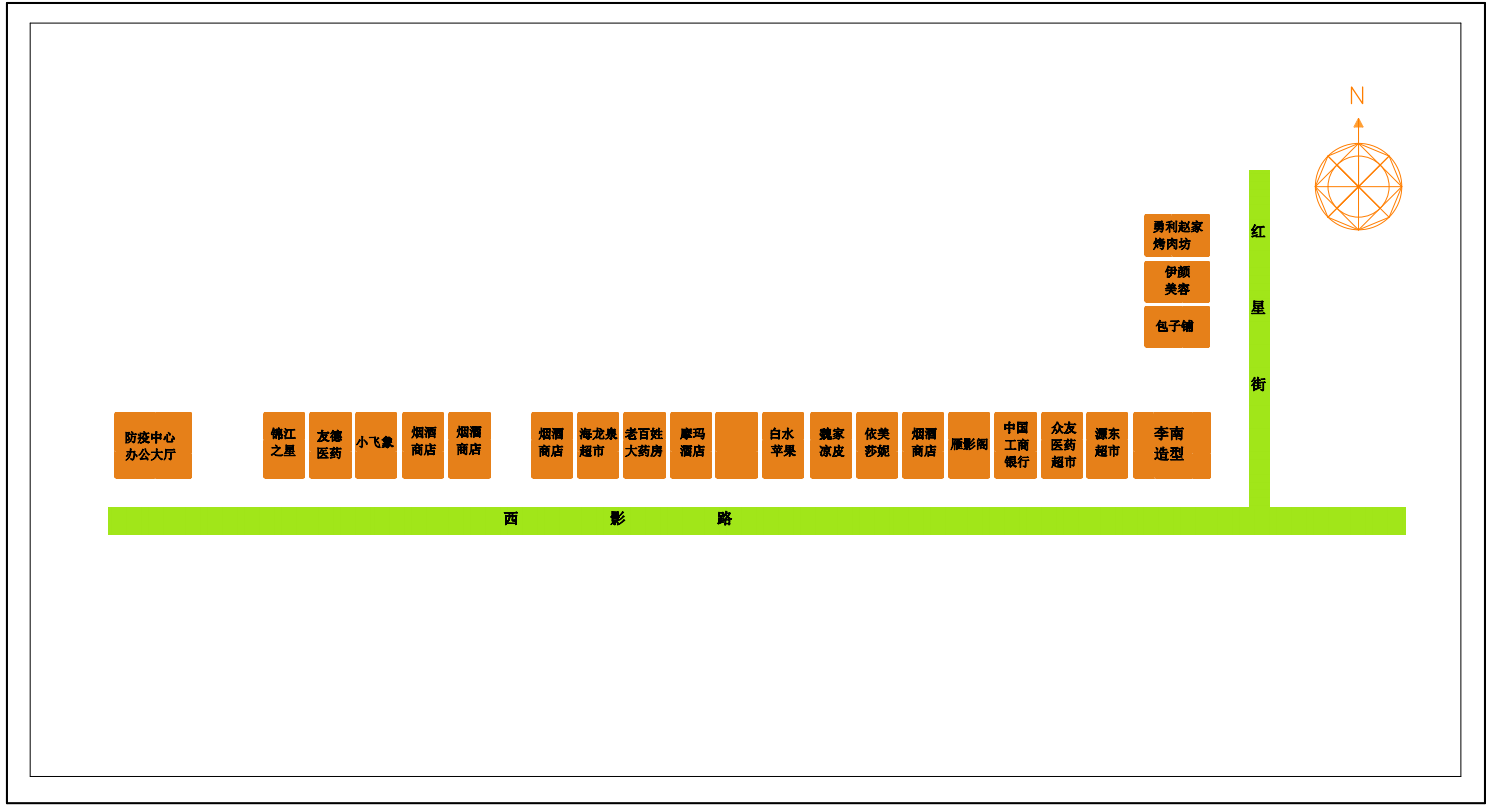 N
勇利赵家
烤肉坊
伊颜
美容
包子铺
红
星
街
防疫中心
办公大厅
锦江
之星
友德
医药
小飞象
烟酒
商店
烟酒
商店
烟酒
商店
海龙泉
超市
老百姓
大药房
摩玛
酒店
白水
苹果
魏家
凉皮
依美
莎妮
烟酒
商店
雁影阁
中国
工商
银行
众友
医药
超市
源东
超市
李南
造型
西 影 路